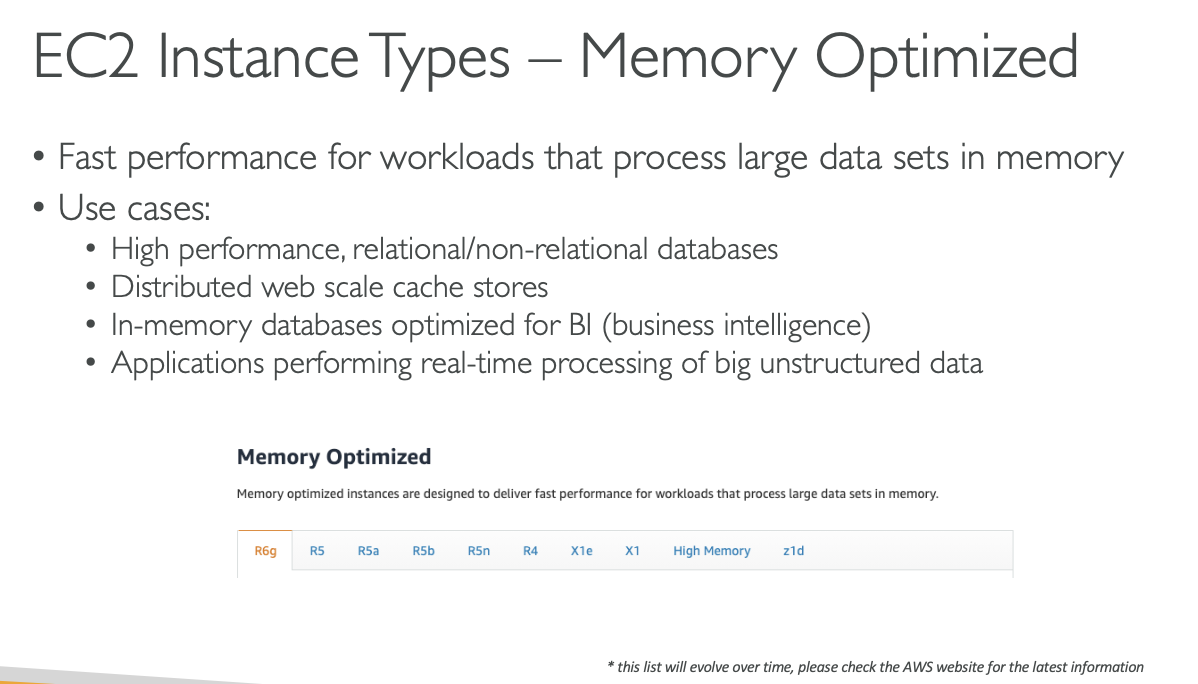 EC2 Instance Types – Memory Optimized
• Fast performance for workloads that process large data sets in memory
• Use cases:
• High performance, relational/non-relational databases
• Distributed web scale cache stores
• In-memory databases optimized for BI (business intelligence)
• Applications performing real-time processing of big unstructured data
Memory Optimized
Memory optimized instances are designed to deliver fast performance for workloads that process large data sets in memory.
R6g R5 R5a R5b R5n R4 X1e X1 High Memory z1d
* this list will evolve over time, please check the AWS website for the latest information